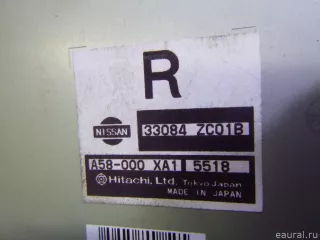 R
NISSAN 33084 ZC01B
A58-000 XA1 5518
Hitachi, Ltd. Tokyo Japan
MADE IN JAPAN
eaural.ru